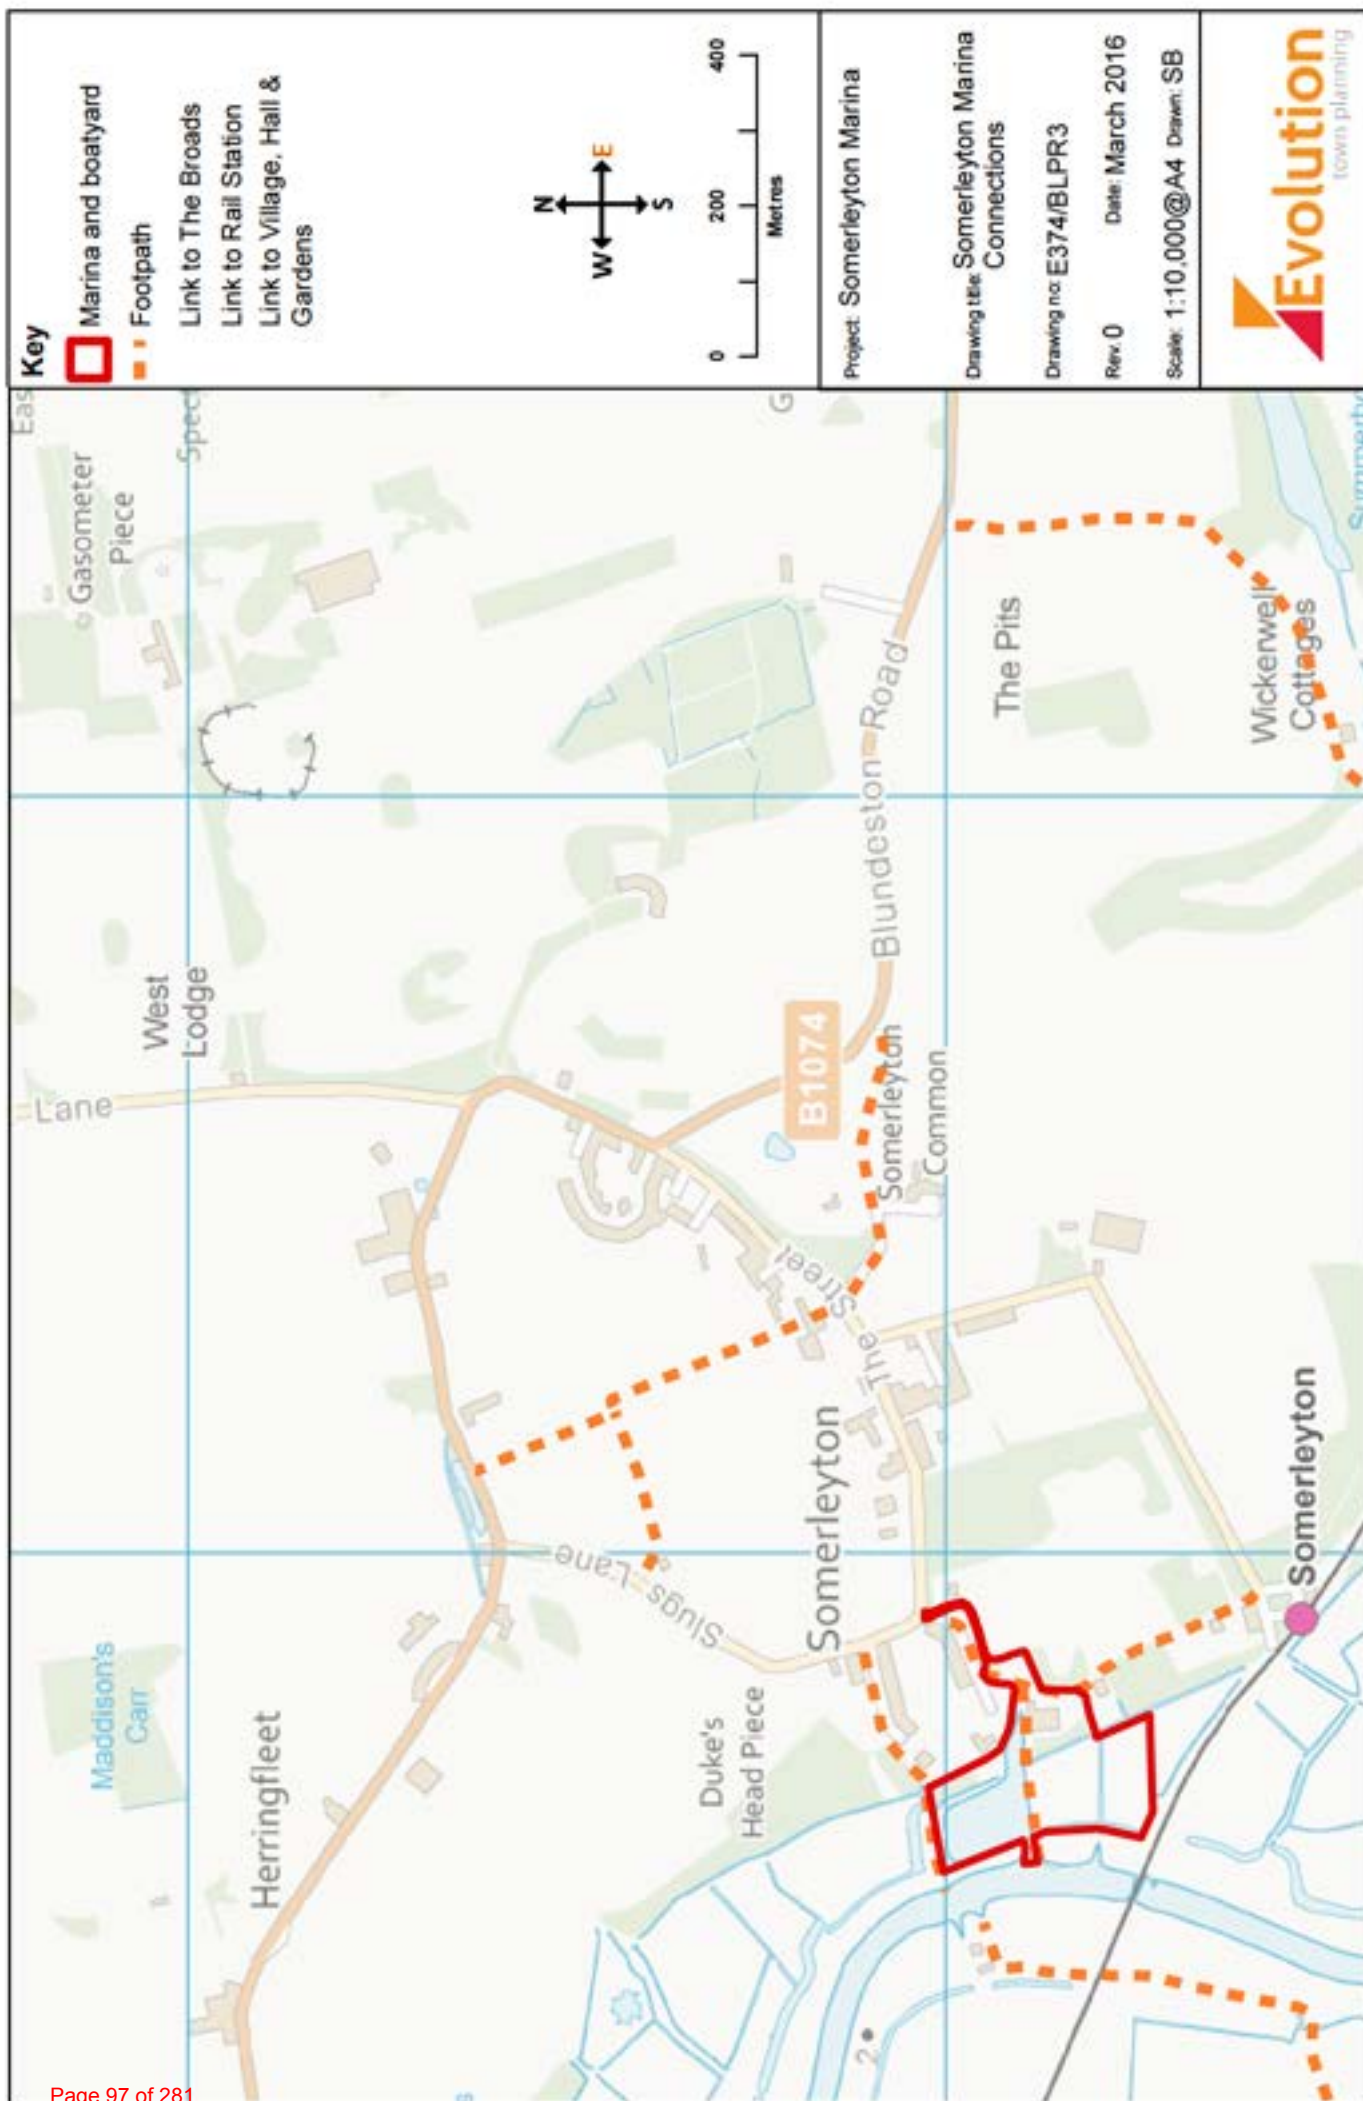 Key
Marina and boatyard
Footpath
Link to The Broads
Link to Rail Station
Link to Village, Hall &
Gardens
N
W
E
S
0
200
400
Metres
Project: Somerleyton Marina
Drawing title: Somerleyton Marina
Connections
Drawing no: E374/BLPR3
Rev: 0
Date: March 2016
Scale: 1:10,000@A4
Drawn: SB
Evolution
town planning
Maddison's
Carr
Herringfleet
Lane
West
Lodge
Gasometer
Piece
Slugs Lane
Duke's
Head Piece
Somerleyton
The Street
B1074
Blundeston Road
G
Somerleyton
Common
The Pits
Wickerwell
Cottages
Somerleyton
2
Page 97 of 281